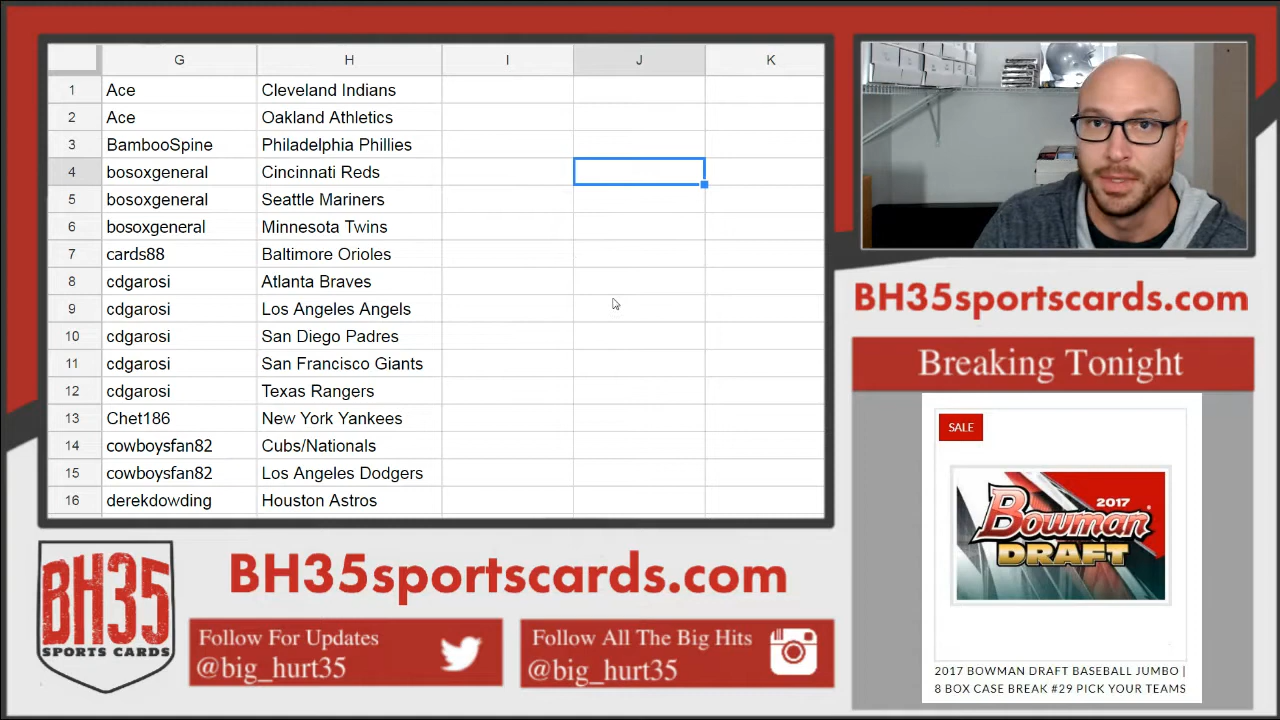 G H I J K
1 Ace Cleveland Indians
2 Ace Oakland Athletics
3 BambooSpine Philadelphia Phillies
4 bosoxgeneral Cincinnati Reds
5 bosoxgeneral Seattle Mariners
6 bosoxgeneral Minnesota Twins
7 cards88 Baltimore Orioles
8 cdgarosi Atlanta Braves
9 cdgarosi Los Angeles Angels
10 cdgarosi San Diego Padres
11 cdgarosi San Francisco Giants
12 cdgarosi Texas Rangers
13 Chet186 New York Yankees
14 cowboysfan82 Cubs/Nationals
15 cowboysfan82 Los Angeles Dodgers
16 derekdowding Houston Astros
BH35sportscards.com
Breaking Tonight
SALE
2017
Bowman
DRAFT
2017 BOWMAN DRAFT BASEBALL JUMBO |
8 BOX CASE BREAK #29 PICK YOUR TEAMS
BH35
SPORTS CARDS
BH35sportscards.com
Follow For Updates
@big_hurt35
Follow All The Big Hits
@big_hurt35